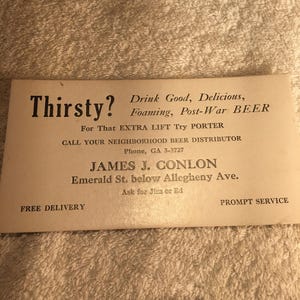 Thirsty? Drink Good, Delicious,
Foaming, Post-War BEER
For That EXTRA LIFT Try PORTER
CALL YOUR NEIGHBORHOOD BEER DISTRIBUTOR
Phone, GA 3-3727
JAMES J. CONLON
Emerald St. below Allegheny Ave.
Ask for Jim or Ed
FREE DELIVERY PROMPT SERVICE